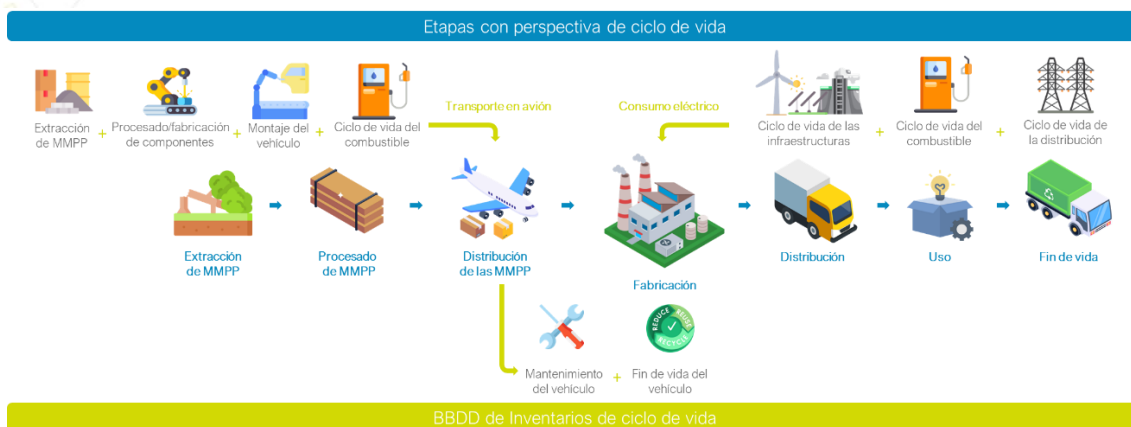 Etapas con perspectiva de ciclo de vida
Transporte en avión
Consumo eléctrico
Extracción
de MMPP
+
Procesado/fabricación
de componentes
+
Montaje del
vehículo
+
Ciclo de vida del
combustible
Ciclo de vida de las
infraestructuras
+
Ciclo de vida del
combustible
+
Ciclo de vida de
la distribución
Extracción
de MMPP
Procesado
de MMPP
Distribución
de las MMPP
Fabricación
Distribución
Uso
Fin de vida
REDUCE
REUSE
RECYCLE
Mantenimiento
del vehículo
+
Fin de vida del
vehículo
BBDD de Inventarios de ciclo de vida